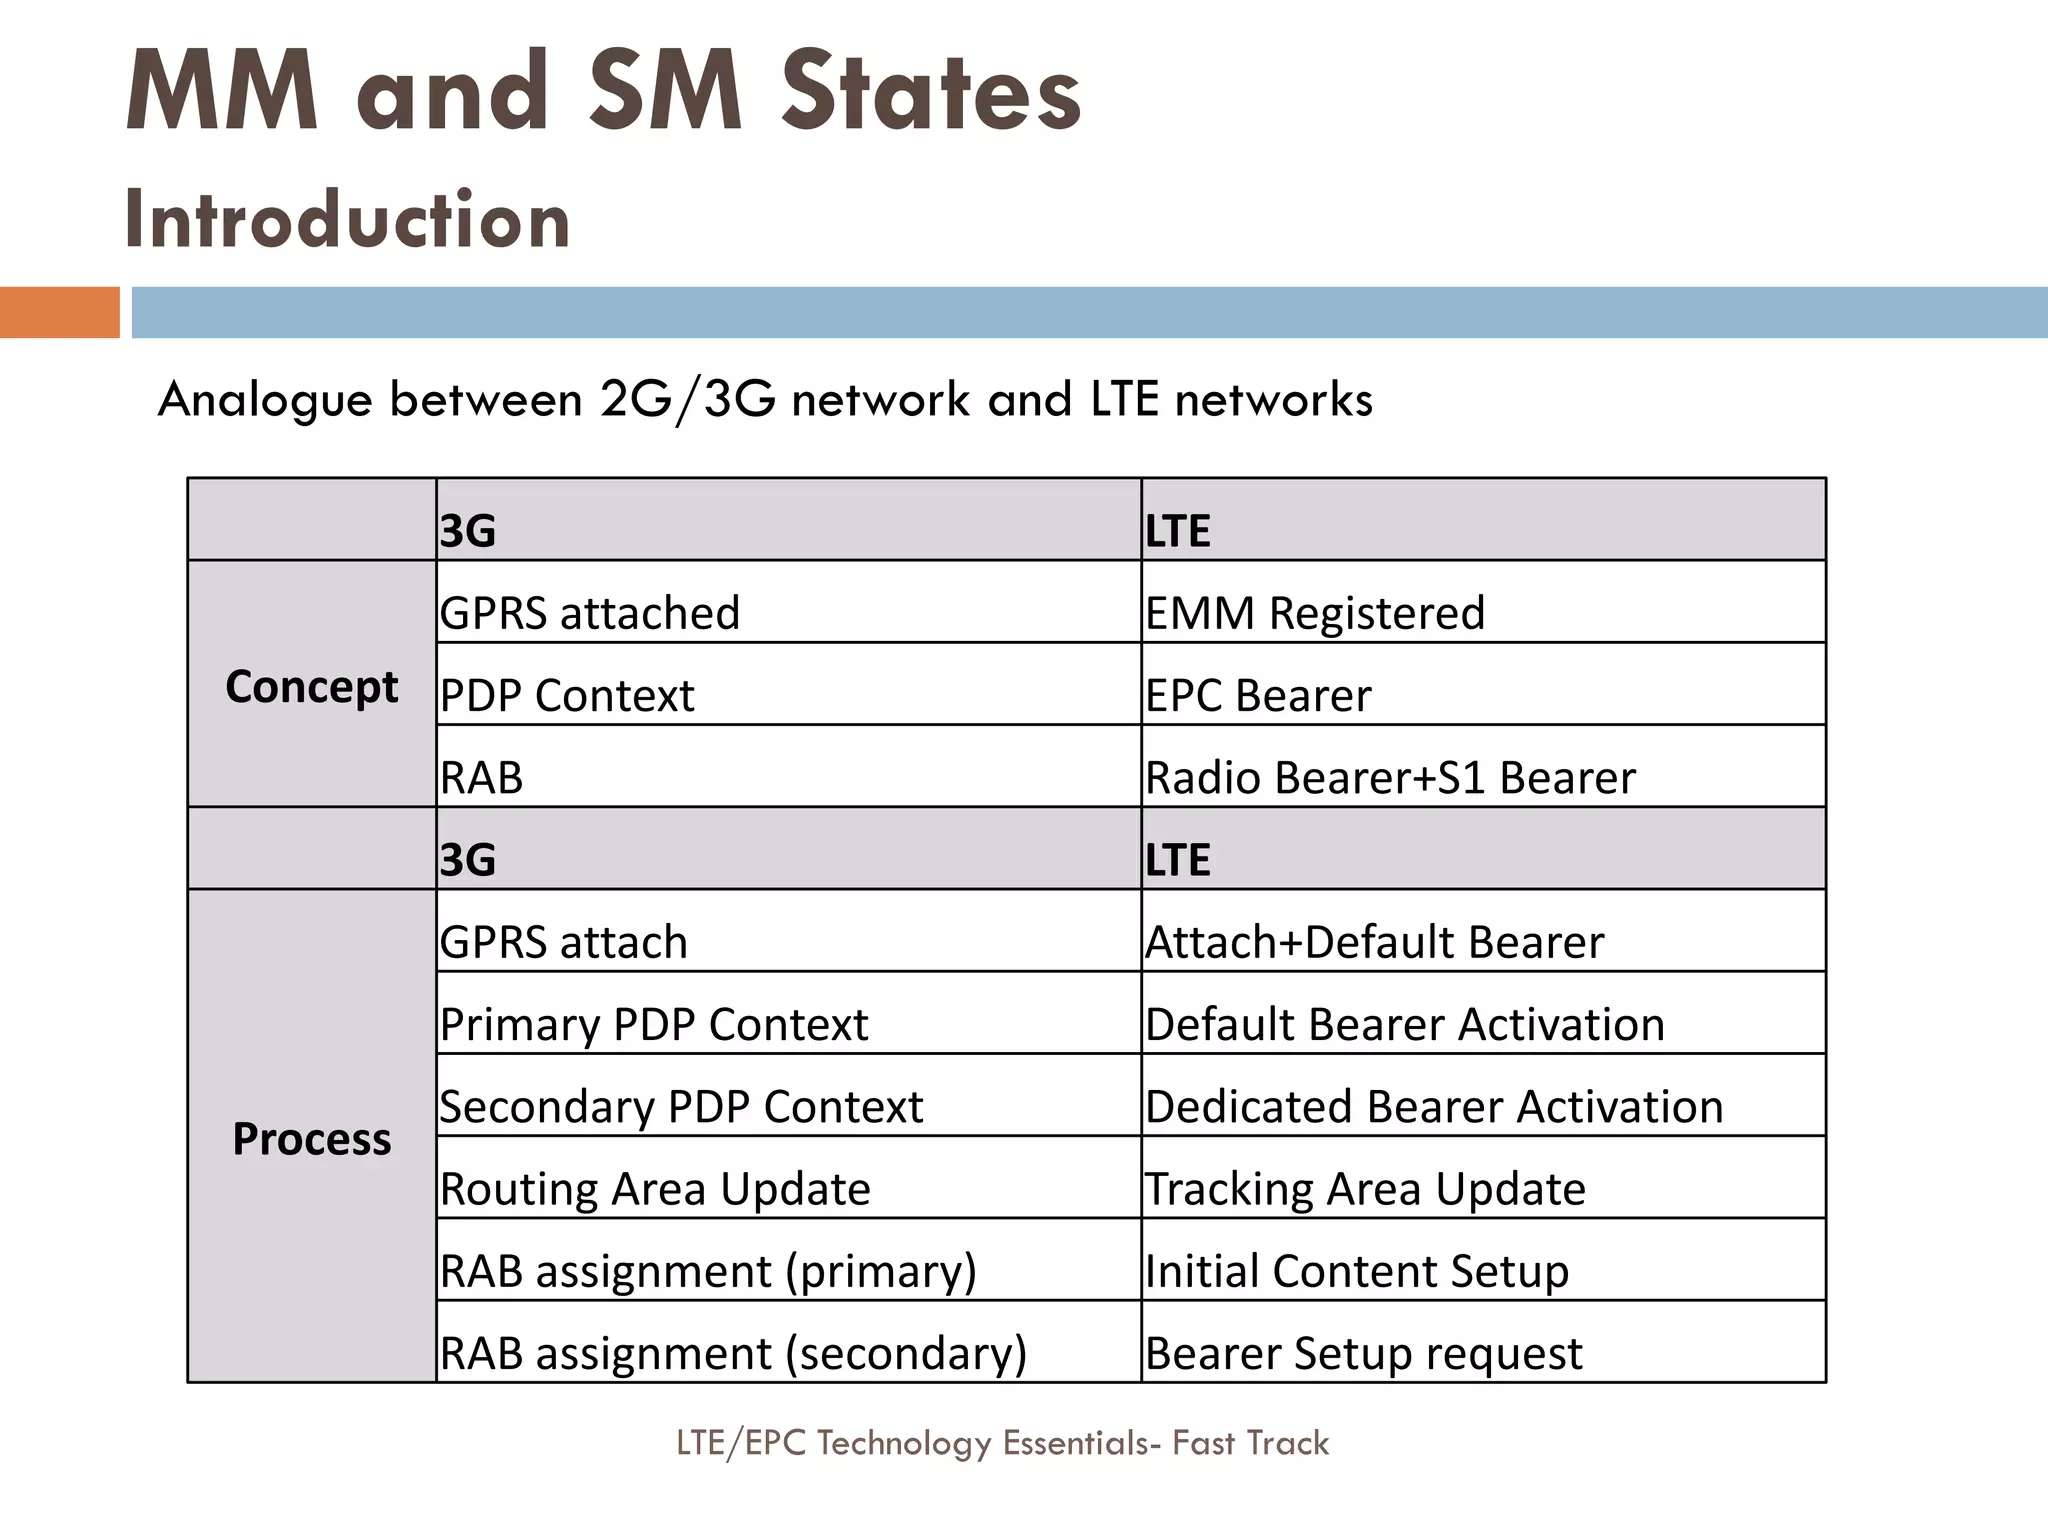 MM and SM States
Introduction
Analogue between 2G/3G network and LTE networks
3G LTE
Concept
GPRS attached EMM Registered
PDP Context EPC Bearer
RAB Radio Bearer+S1 Bearer
3G LTE
Process
GPRS attach Attach+Default Bearer
Primary PDP Context Default Bearer Activation
Secondary PDP Context Dedicated Bearer Activation
Routing Area Update Tracking Area Update
RAB assignment (primary) Initial Content Setup
RAB assignment (secondary) Bearer Setup request
LTE/EPC Technology Essentials- Fast Track